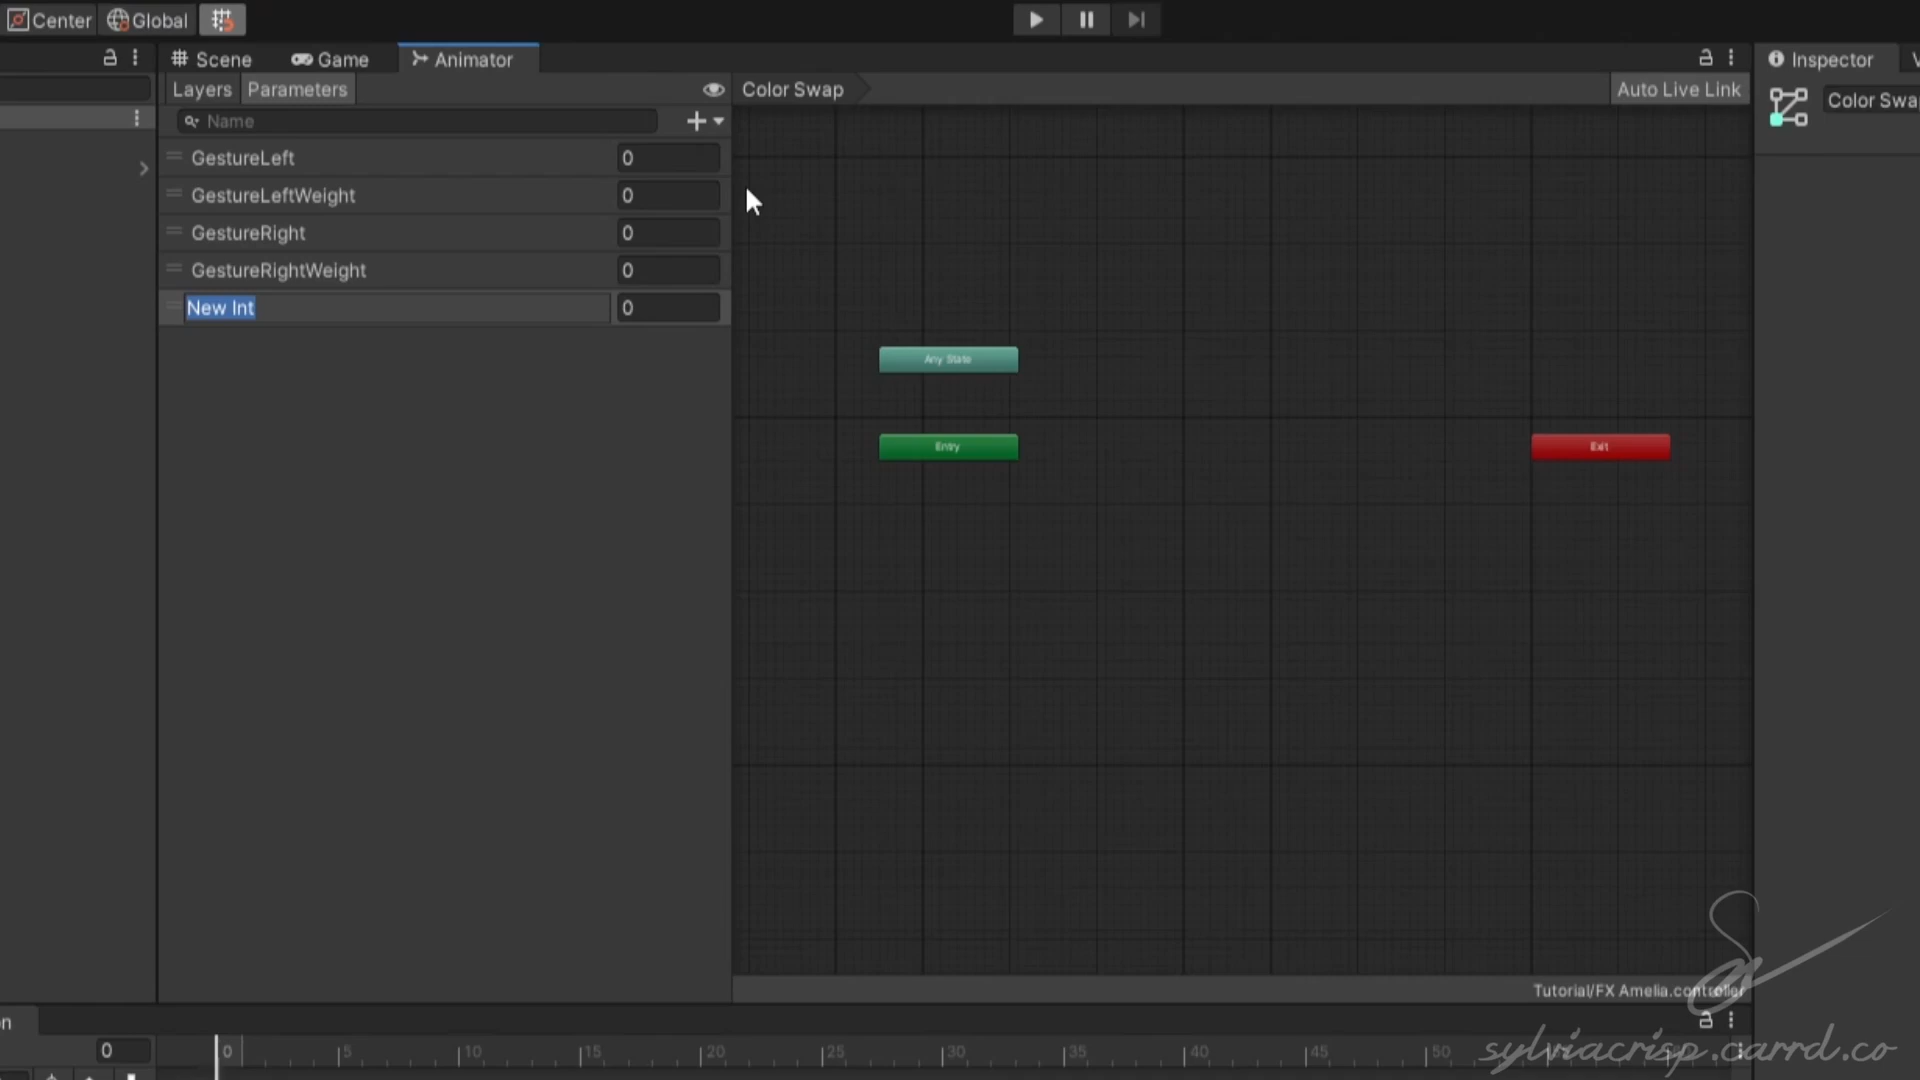 Center Global
Scene Game Animator Inspector
Layers Parameters Color Swap Auto Live Link Color Swa
Name
GestureLeft 0
GestureLeftWeight 0
GestureRight 0
GestureRightWeight 0
New Int 0
Any State
Entry Exit
Tutorial/FX Amelia.controller
n
0 0 5 10 15 20 25 30 35 40 45 50
sylviacrisp.carrd.co